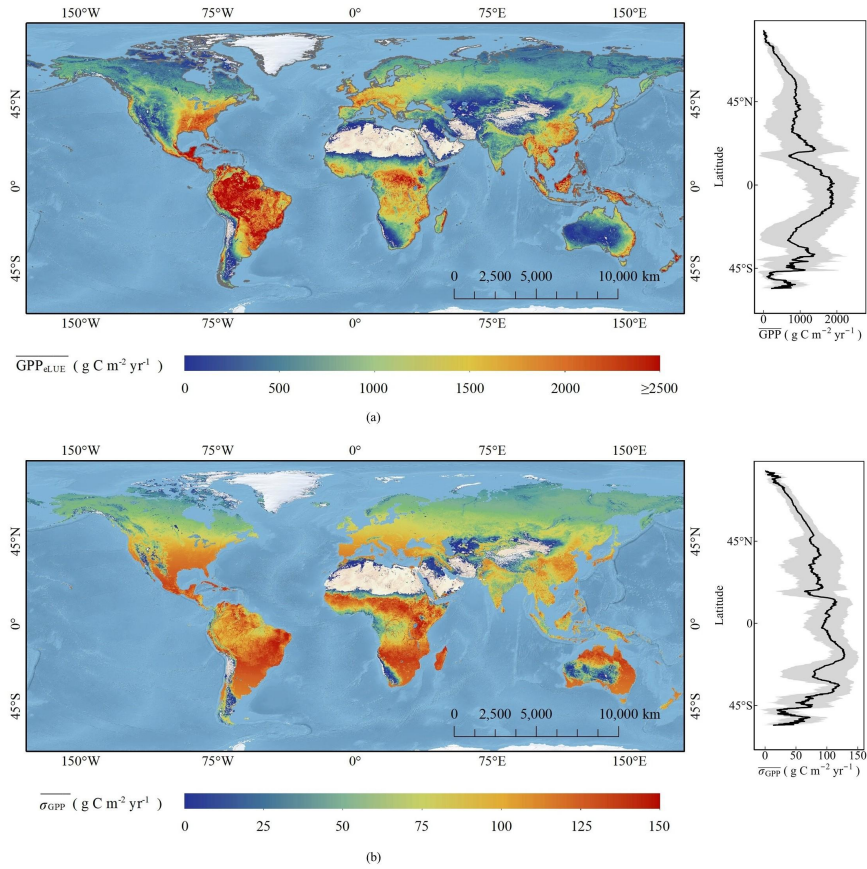 150°W 75°W 0° 75°E 150°E
45°N 0° 45°S
45°N 0° 45°S
0 2,500 5,000 10,000 km
150°W 75°W 0° 75°E 150°E
Latitude
45°N
0
45°S
0 1000 2000
GPP ( g C m⁻² yr⁻¹ )
GPP_eLUE ( g C m⁻² yr⁻¹ )
0 500 1000 1500 2000 ≥2500
(a)
150°W 75°W 0° 75°E 150°E
45°N 0° 45°S
45°N 0° 45°S
0 2,500 5,000 10,000 km
150°W 75°W 0° 75°E 150°E
Latitude
45°N
0
45°S
0 50 100 150
σ_GPP ( g C m⁻² yr⁻¹ )
σ_GPP ( g C m⁻² yr⁻¹ )
0 25 50 75 100 125 150
(b)